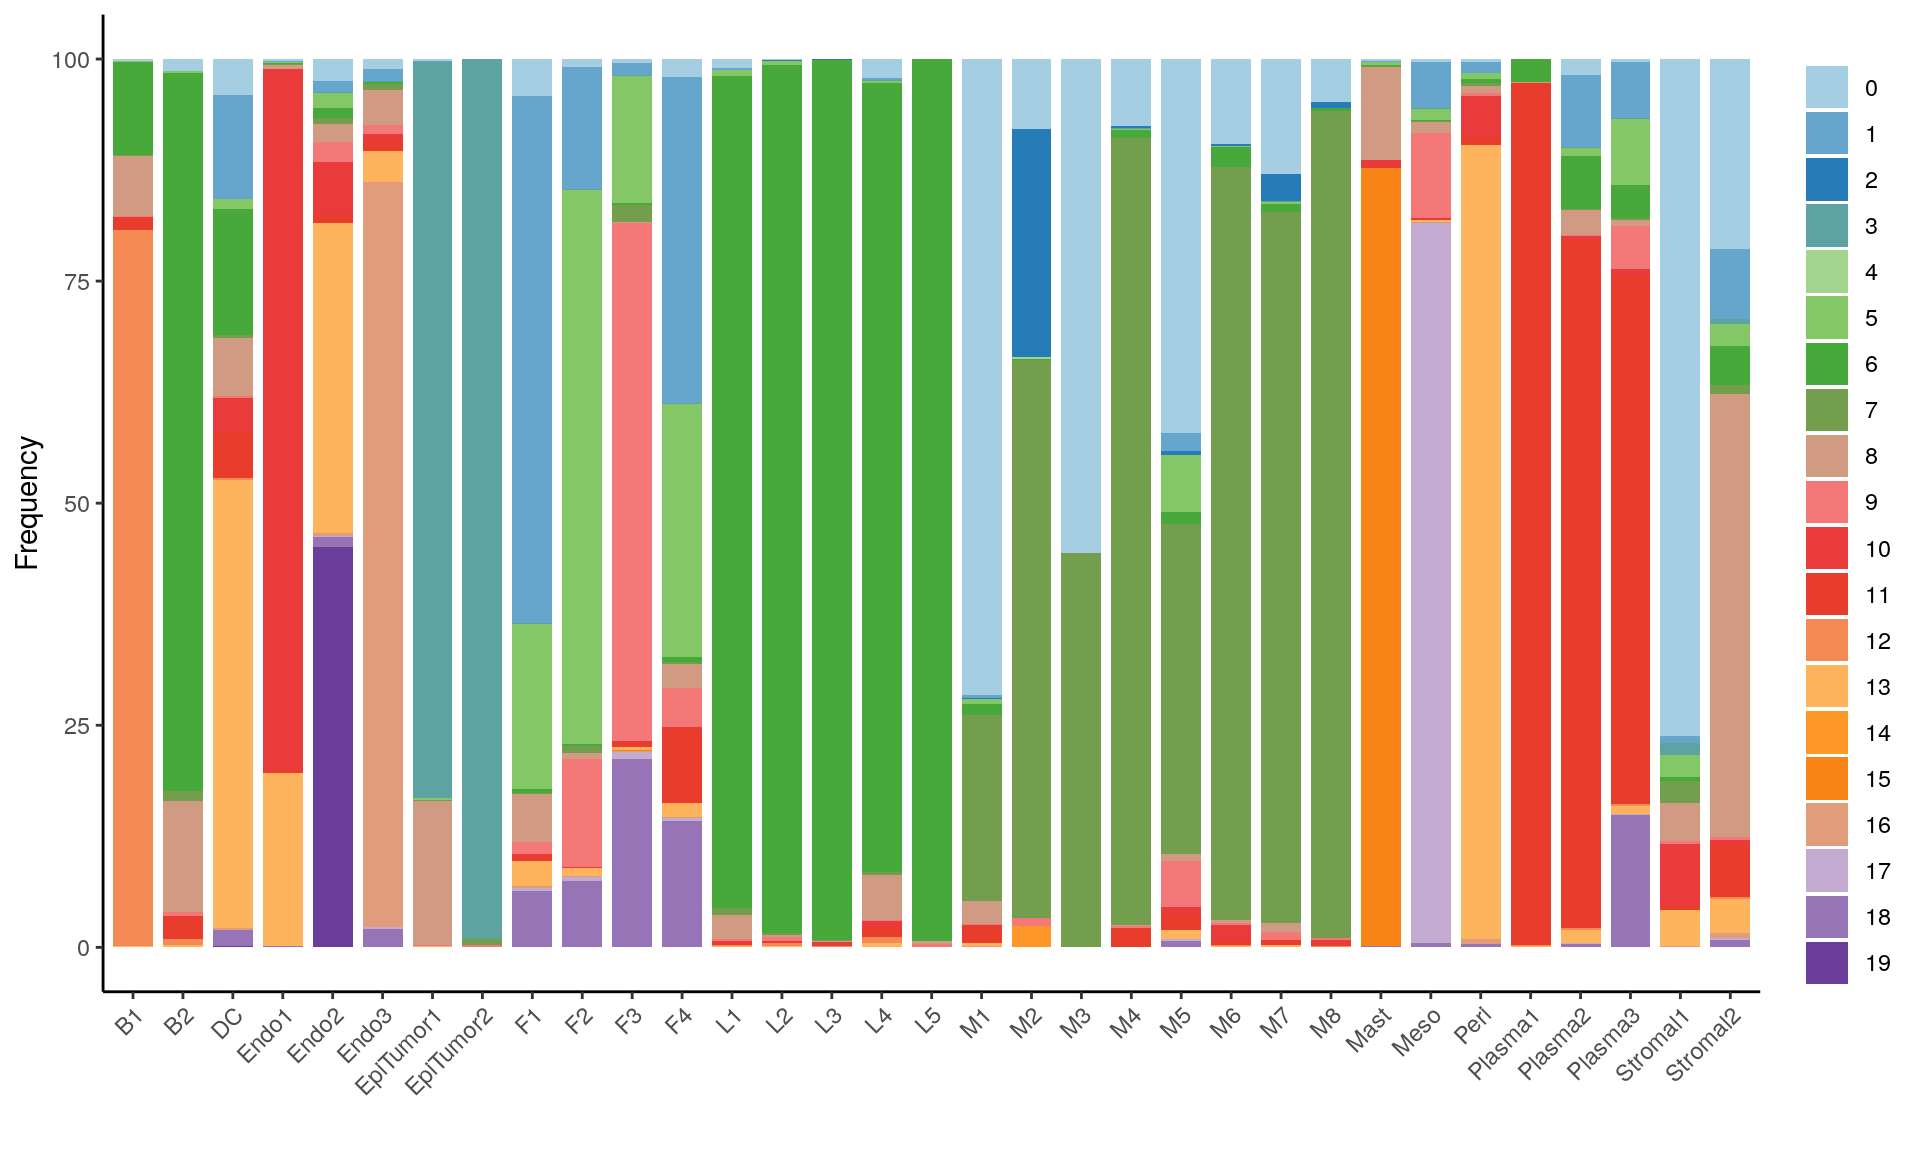 100
75
50
25
0
Frequency
B1
B2
DC
Endo1
Endo2
Endo3
EpiTumor1
EpiTumor2
F1
F2
F3
F4
L1
L2
L3
L4
L5
M1
M2
M3
M4
M5
M6
M7
M8
Mast
Meso
Peri
Plasma1
Plasma2
Plasma3
Stromal1
Stromal2
0
1
2
3
4
5
6
7
8
9
10
11
12
13
14
15
16
17
18
19